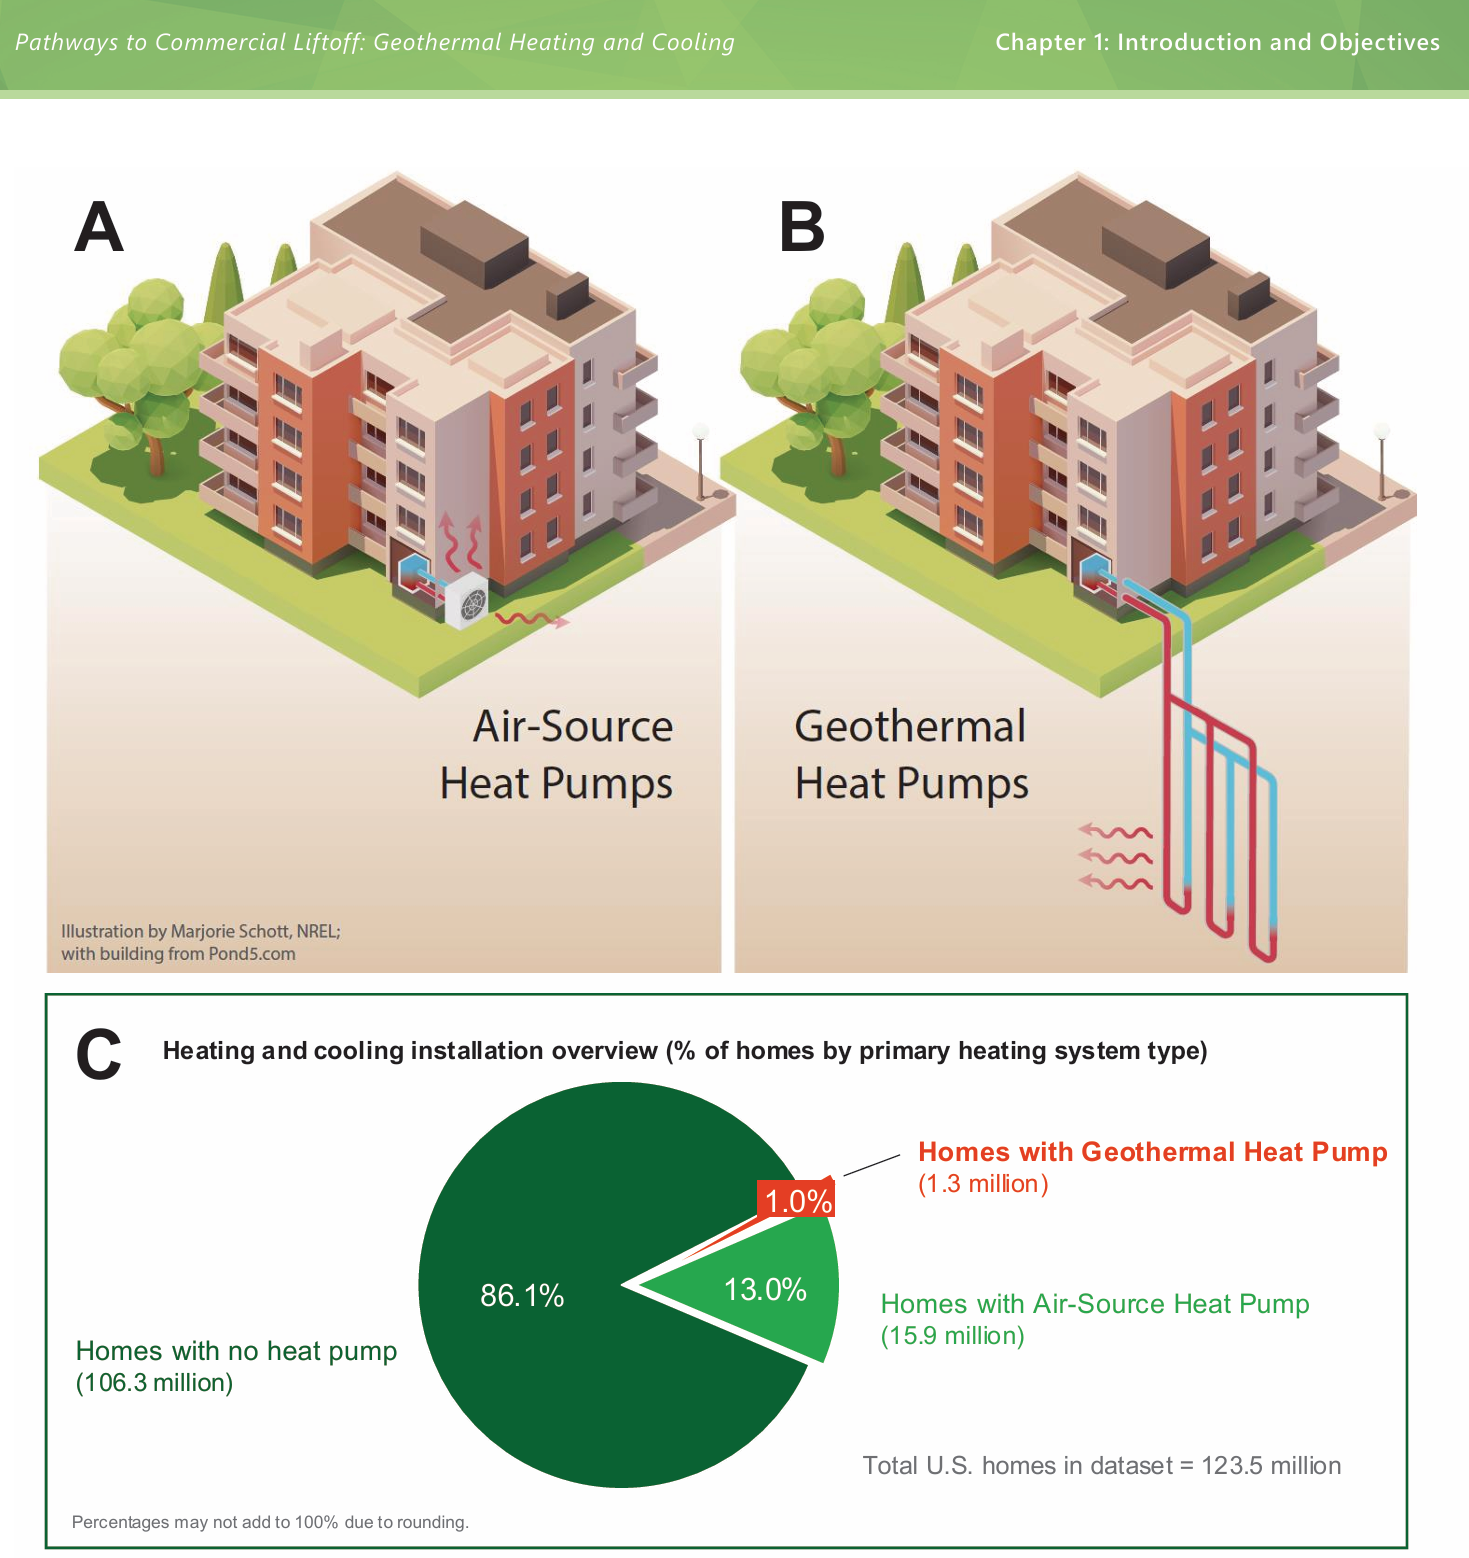 Pathways to Commercial Liftoff: Geothermal Heating and Cooling
Chapter 1: Introduction and Objectives
A
B
Air-Source
Heat Pumps
Geothermal
Heat Pumps
Illustration by Marjorie Schott, NREL;
with building from Pond5.com
C
Heating and cooling installation overview (% of homes by primary heating system type)
Homes with Geothermal Heat Pump
(1.3 million)
1.0%
86.1%
13.0%
Homes with Air-Source Heat Pump
(15.9 million)
Homes with no heat pump
(106.3 million)
Total U.S. homes in dataset = 123.5 million
Percentages may not add to 100% due to rounding.